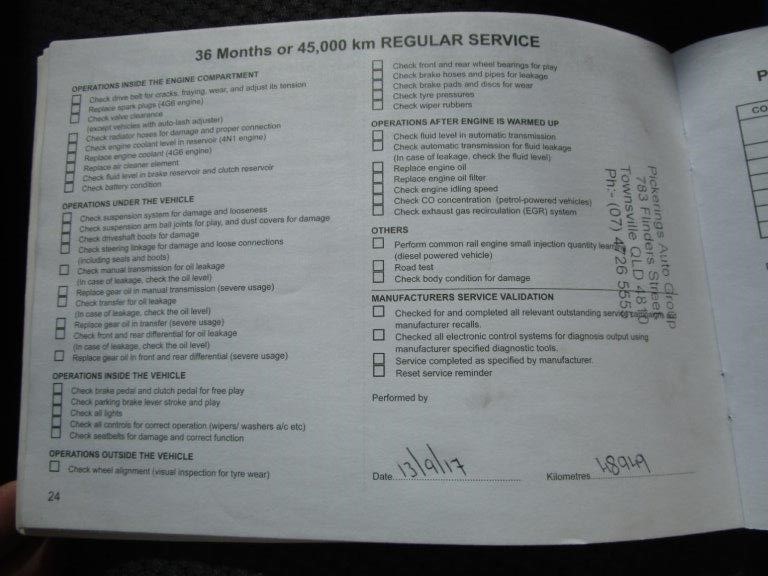 36 Months or 45,000 km REGULAR SERVICE
OPERATIONS INSIDE THE ENGINE COMPARTMENT
Check drive belt for cracks, fraying, wear, and adjust its tension
Replace spark plugs (4G6 engine)
Check valve clearance
(except vehicles with auto-lash adjuster)
Check radiator hoses for damage and proper connection
Check engine coolant level in reservoir (4N1 engine)
Replace engine coolant (4G6 engine)
Replace air cleaner element
Check fluid level in brake reservoir and clutch reservoir
Check battery condition
OPERATIONS UNDER THE VEHICLE
Check suspension system for damage and looseness
Check suspension arm ball joints for play, and dust covers for damage
Check driveshaft boots for damage
Check steering linkage for damage and loose connections
(including seals and boots)
Check manual transmission for oil leakage
(In case of leakage, check the oil level)
Replace gear oil in manual transmission (severe usage)
Check transfer for oil leakage
(In case of leakage, check the oil level)
Replace gear oil in transfer (severe usage)
Check front and rear differential for oil leakage
(In case of leakage, check the oil level)
Replace gear oil in front and rear differential (severe usage)
OPERATIONS INSIDE THE VEHICLE
Check brake pedal and clutch pedal for free play
Check parking brake lever stroke and play
Check all lights
Check all controls for correct operation (wipers/ washers a/c etc)
Check seatbelts for damage and correct function
OPERATIONS OUTSIDE THE VEHICLE
Check wheel alignment (visual inspection for tyre wear)
24
Check front and rear wheel bearings for play
Check brake hoses and pipes for leakage
Check brake pads and discs for wear
Check tyre pressures
Check wiper rubbers
OPERATIONS AFTER ENGINE IS WARMED UP
Check fluid level in automatic transmission
Check automatic transmission for fluid leakage
(In case of leakage, check the fluid level)
Replace engine oil
Replace engine oil filter
Check engine idling speed
Check CO concentration (petrol-powered vehicles)
Check exhaust gas recirculation (EGR) system
OTHERS
Perform common rail engine small injection quantity learning
(diesel powered vehicle)
Road test
Check body condition for damage
MANUFACTURERS SERVICE VALIDATION
Checked for and completed all relevant outstanding service campaigns and
manufacturer recalls.
Checked all electronic control systems for diagnosis output using
manufacturer specified diagnostic tools.
Service completed as specified by manufacturer.
Reset service reminder
Performed by
Date 13/9/17
Kilometres 48949
Pickerings Auto Group
783 Flinders Street
Townsville QLD 4810
Ph:- (07) 4726 555
P
CO